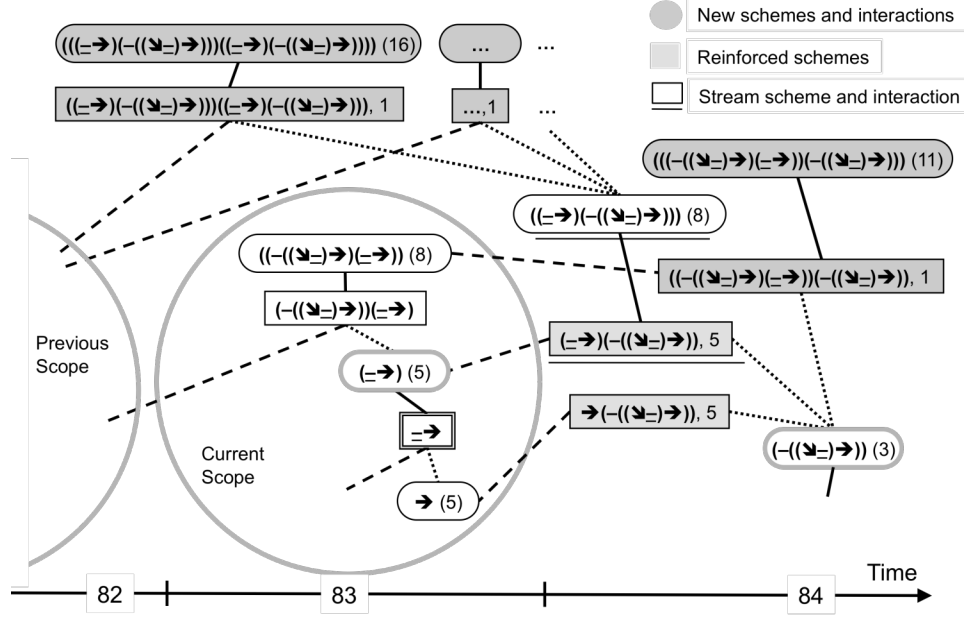 (((–̲➔)(–((⬊–̲)➔)))((–̲➔)(–((⬊–̲)➔)))) (16)
...
...
New schemes and interactions
Reinforced schemes
Stream scheme and interaction
((–̲➔)(–((⬊–̲)➔)))((–̲➔)(–((⬊–̲)➔))), 1
...,1
...
(((–((⬊–̲)➔)(–̲➔))(–((⬊–̲)➔))) (11)
((–̲➔)(–((⬊–̲)➔))) (8)
((–((⬊–̲)➔)(–̲➔)) (8)
((–((⬊–̲)➔)(–̲➔))(–((⬊–̲)➔)), 1
(–((⬊–̲)➔))(–̲➔)
Previous
Scope
(–̲➔)(–((⬊–̲)➔)), 5
(–̲➔) (5)
➔(–((⬊–̲)➔)), 5
–̲➔
(–((⬊–̲)➔)) (3)
Current
Scope
➔ (5)
Time
82
83
84